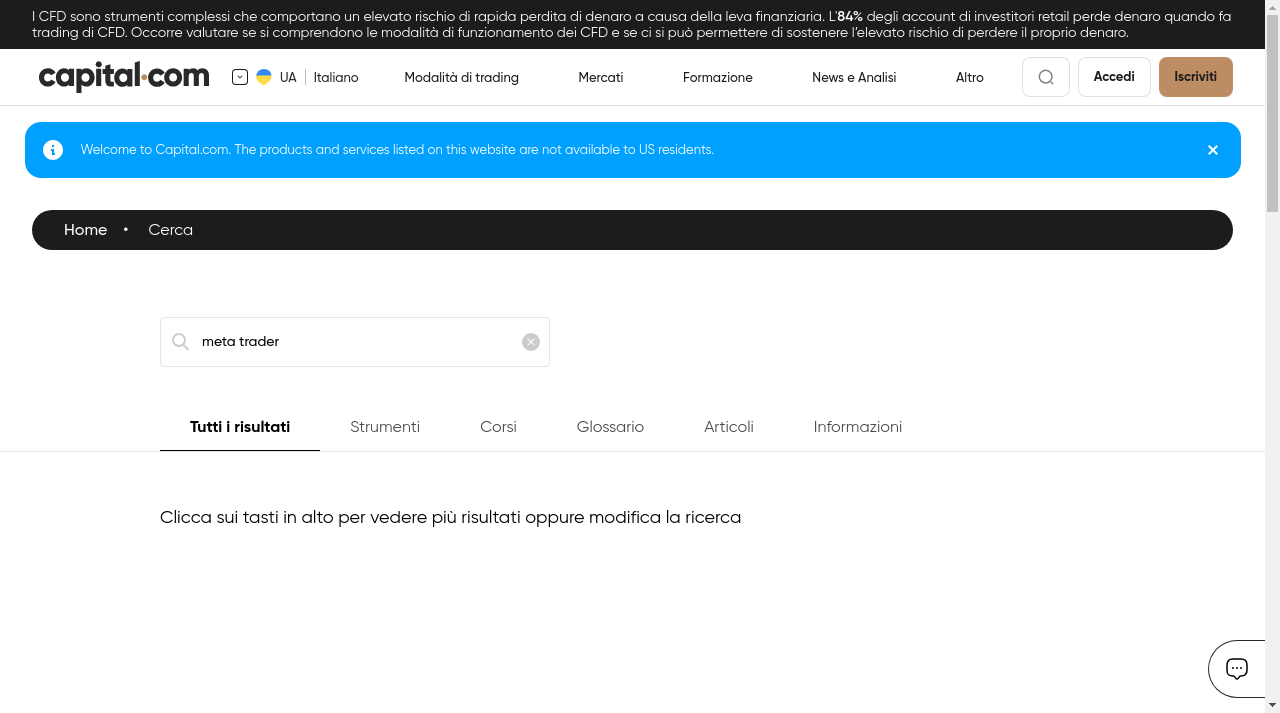 I CFD sono strumenti complessi che comportano un elevato rischio di rapida perdita di denaro a causa della leva finanziaria. L'84% degli account di investitori retail perde denaro quando fa
trading di CFD. Occorre valutare se si comprendono le modalità di funzionamento dei CFD e se ci si può permettere di sostenere l'elevato rischio di perdere il proprio denaro.
capital.com UA Italiano Modalità di trading Mercati Formazione News e Analisi Altro Accedi Iscriviti
Welcome to Capital.com. The products and services listed on this website are not available to US residents.
Home • Cerca
meta trader
Tutti i risultati Strumenti Corsi Glossario Articoli Informazioni
Clicca sui tasti in alto per vedere più risultati oppure modifica la ricerca